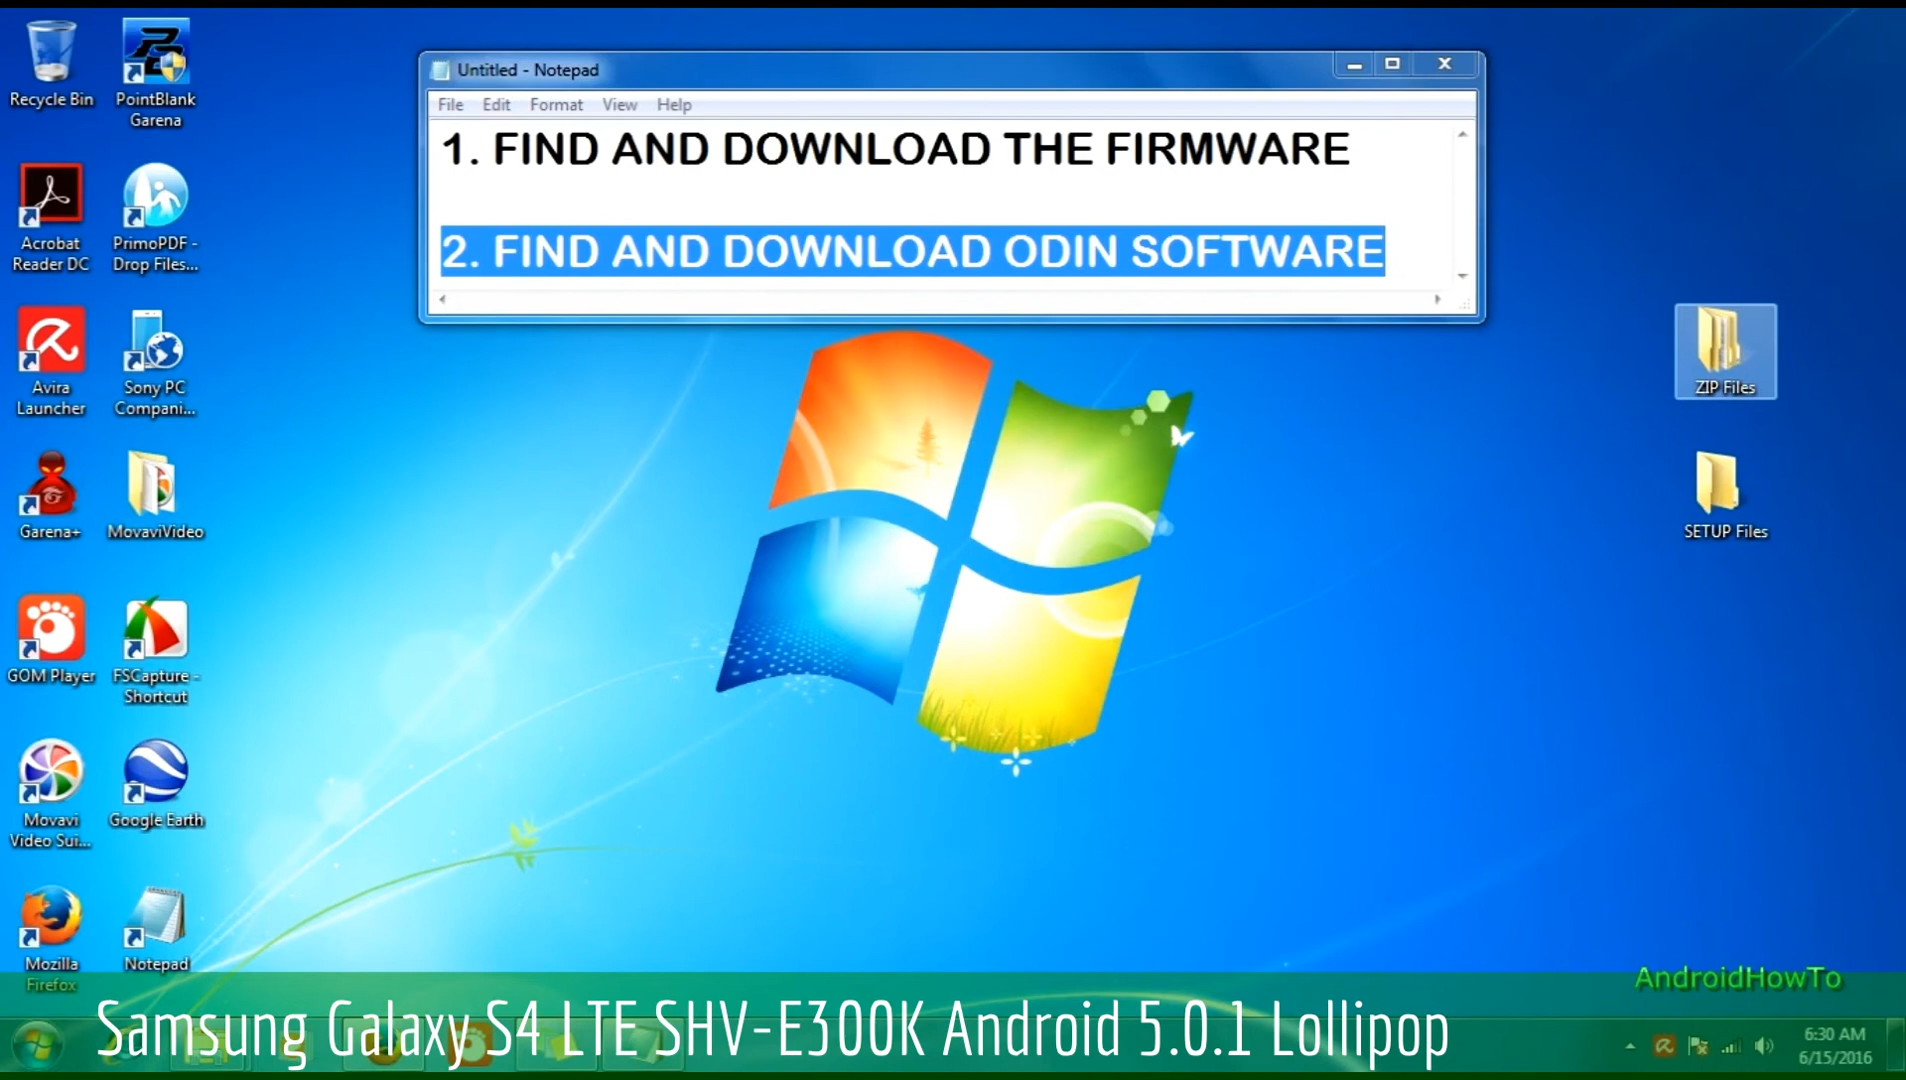 Recycle Bin
PointBlank
Garena
Acrobat
Reader DC
PrimoPDF -
Drop Files...
Avira
Launcher
Sony PC
Compani...
Garena+
MovaviVideo
GOM Player
FSCapture -
Shortcut
Movavi
Video Sui...
Google Earth
Mozilla
Firefox
Notepad
Untitled - Notepad
File Edit Format View Help
1. FIND AND DOWNLOAD THE FIRMWARE
2. FIND AND DOWNLOAD ODIN SOFTWARE
ZIP Files
SETUP Files
AndroidHowTo
Samsung Galaxy S4 LTE SHV-E300K Android 5.0.1 Lollipop
6:30 AM
6/15/2016